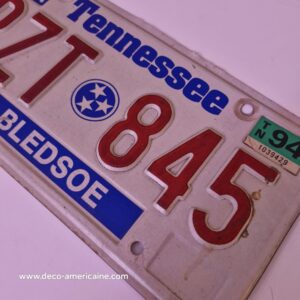 Tennessee
ZT 845
TN 94
1039429
BLEDSOE
www.deco-americaine.com